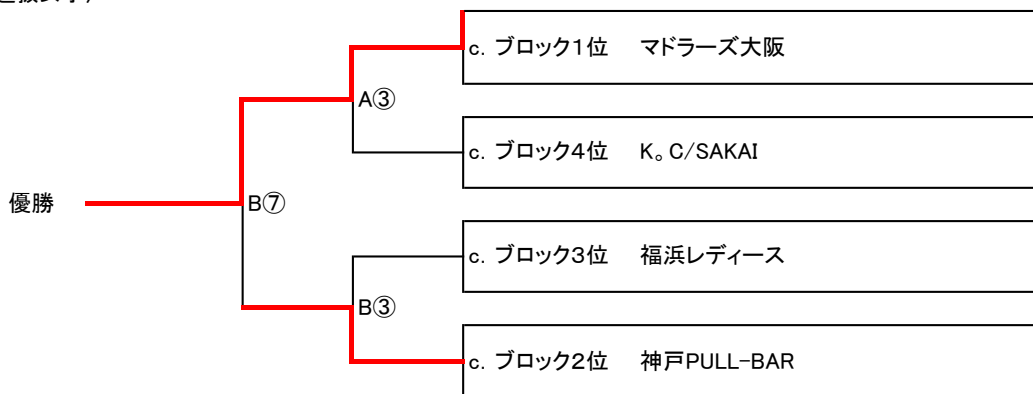 c. ブロック1位 マドラーズ大阪
A③
c. ブロック4位 K。C/SAKAI
優勝
B⑦
c. ブロック3位 福浜レディース
B③
c. ブロック2位 神戸PULL-BAR